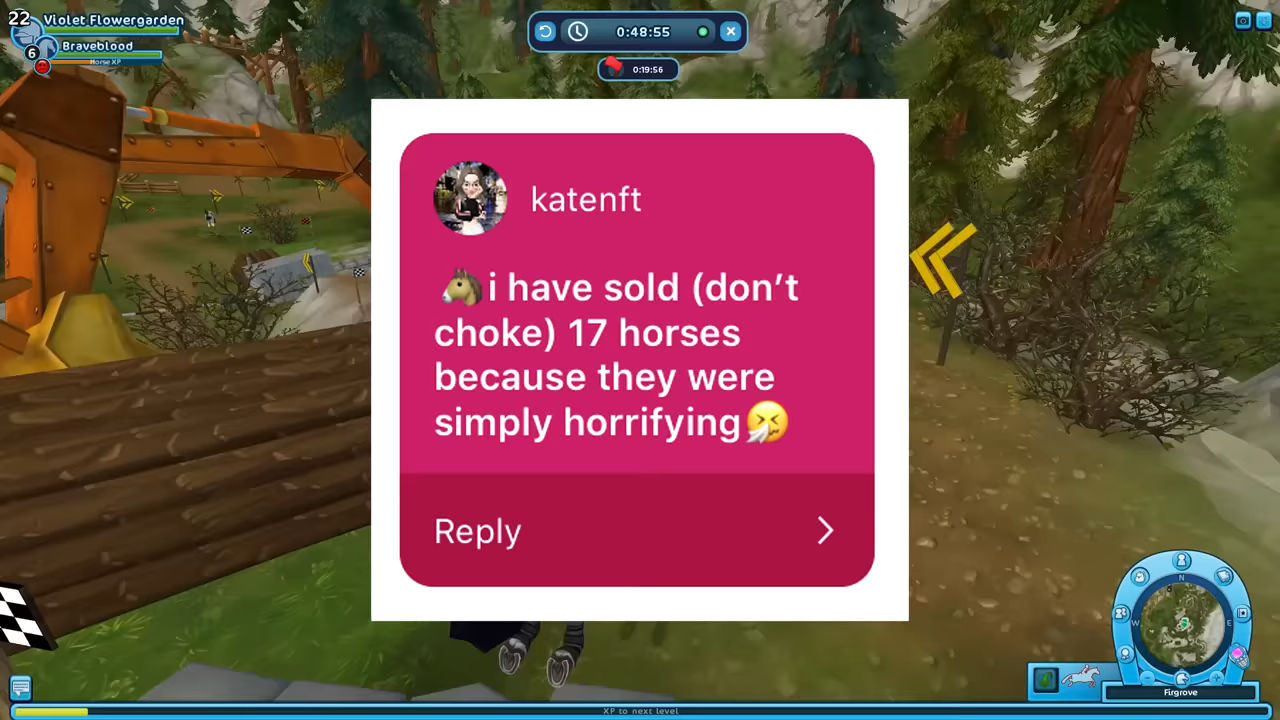 22 Violet Flowergarden
6 Braveblood
Horse XP
0:48:55
0:19:56
katenft
🐴i have sold (don’t
choke) 17 horses
because they were
simply horrifying🤧
Reply
N
W
E
Firgrove
XP to next level